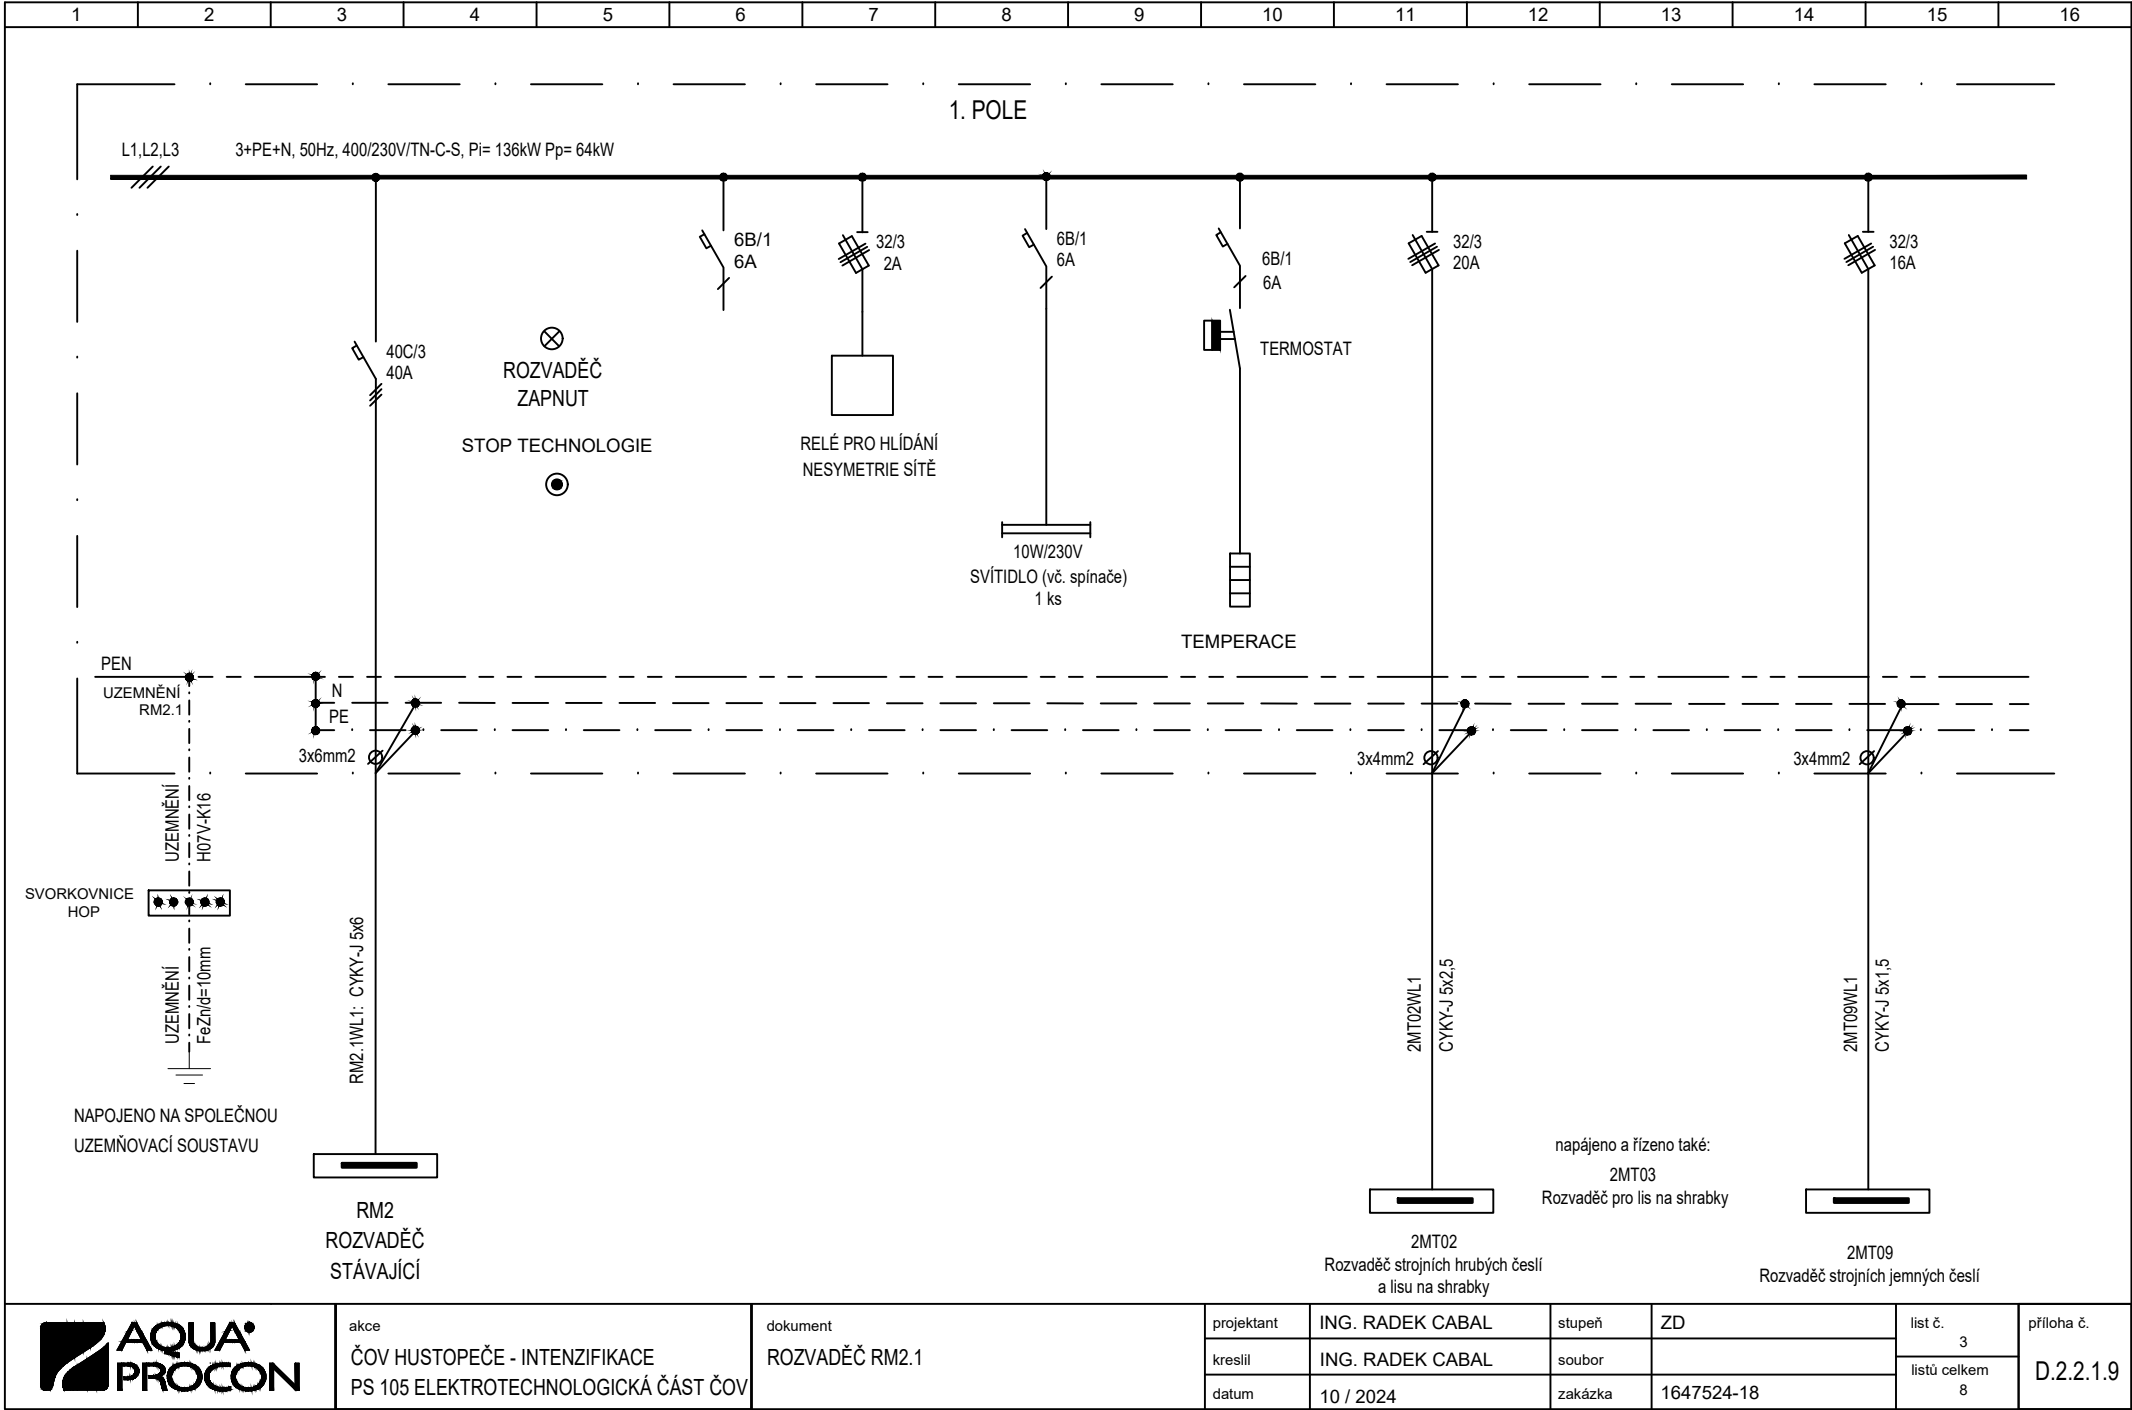 1 2 3 4 5 6 7 8 9 10 11 12 13 14 15 16
1. POLE
L1,L2,L3
3+PE+N, 50Hz, 400/230V/TN-C-S, Pi= 136kW Pp= 64kW
6B/1
6A
32/3
2A
6B/1
6A
6B/1
6A
32/3
20A
32/3
16A
40C/3
40A
ROZVADĚČ
ZAPNUT
STOP TECHNOLOGIE
RELÉ PRO HLÍDÁNÍ
NESYMETRIE SÍTĚ
TERMOSTAT
10W/230V
SVÍTIDLO (vč. spínače)
1 ks
TEMPERACE
PEN
UZEMNĚNÍ
RM2.1
N
PE
3x6mm2
3x4mm2
3x4mm2
UZEMNĚNÍ
H07V-K16
SVORKOVNICE
HOP
UZEMNĚNÍ
FeZn/d=10mm
RM2.1WL1: CYKY-J 5x6
2MT02WL1
CYKY-J 5x2,5
2MT09WL1
CYKY-J 5x1,5
NAPOJENO NA SPOLEČNOU
UZEMŇOVACÍ SOUSTAVU
RM2
ROZVADĚČ
STÁVAJÍCÍ
napájeno a řízeno také:
2MT03
Rozvaděč pro lis na shrabky
2MT02
Rozvaděč strojních hrubých česlí
a lisu na shrabky
2MT09
Rozvaděč strojních jemných česlí
AQUA
PROCON
akce
ČOV HUSTOPEČE - INTENZIFIKACE
PS 105 ELEKTROTECHNOLOGICKÁ ČÁST ČOV
dokument
ROZVADĚČ RM2.1
projektant ING. RADEK CABAL
kreslil ING. RADEK CABAL
datum 10 / 2024
stupeň ZD
soubor
zakázka 1647524-18
list č.
3
listů celkem
8
příloha č.
D.2.2.1.9